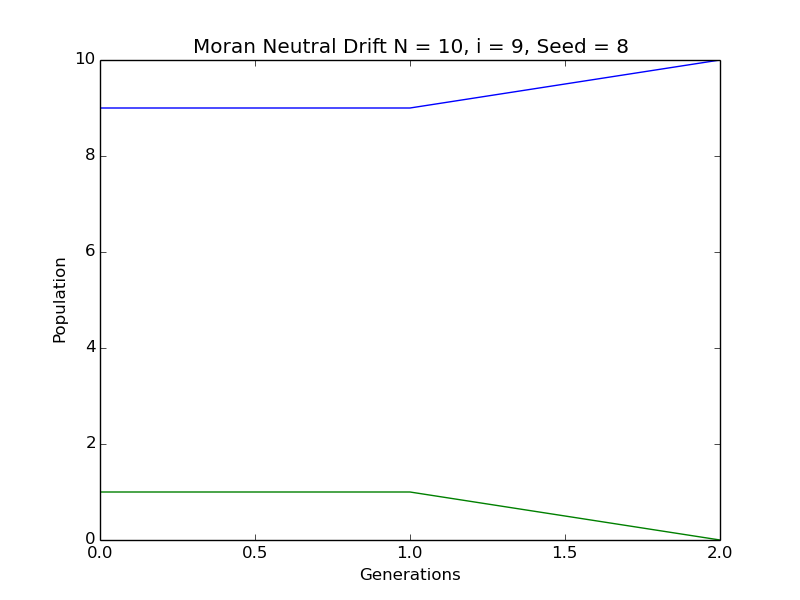 Moran Neutral Drift N = 10, i = 9, Seed = 8
10
8
6
4
2
0
Population
0.0 0.5 1.0 1.5 2.0
Generations